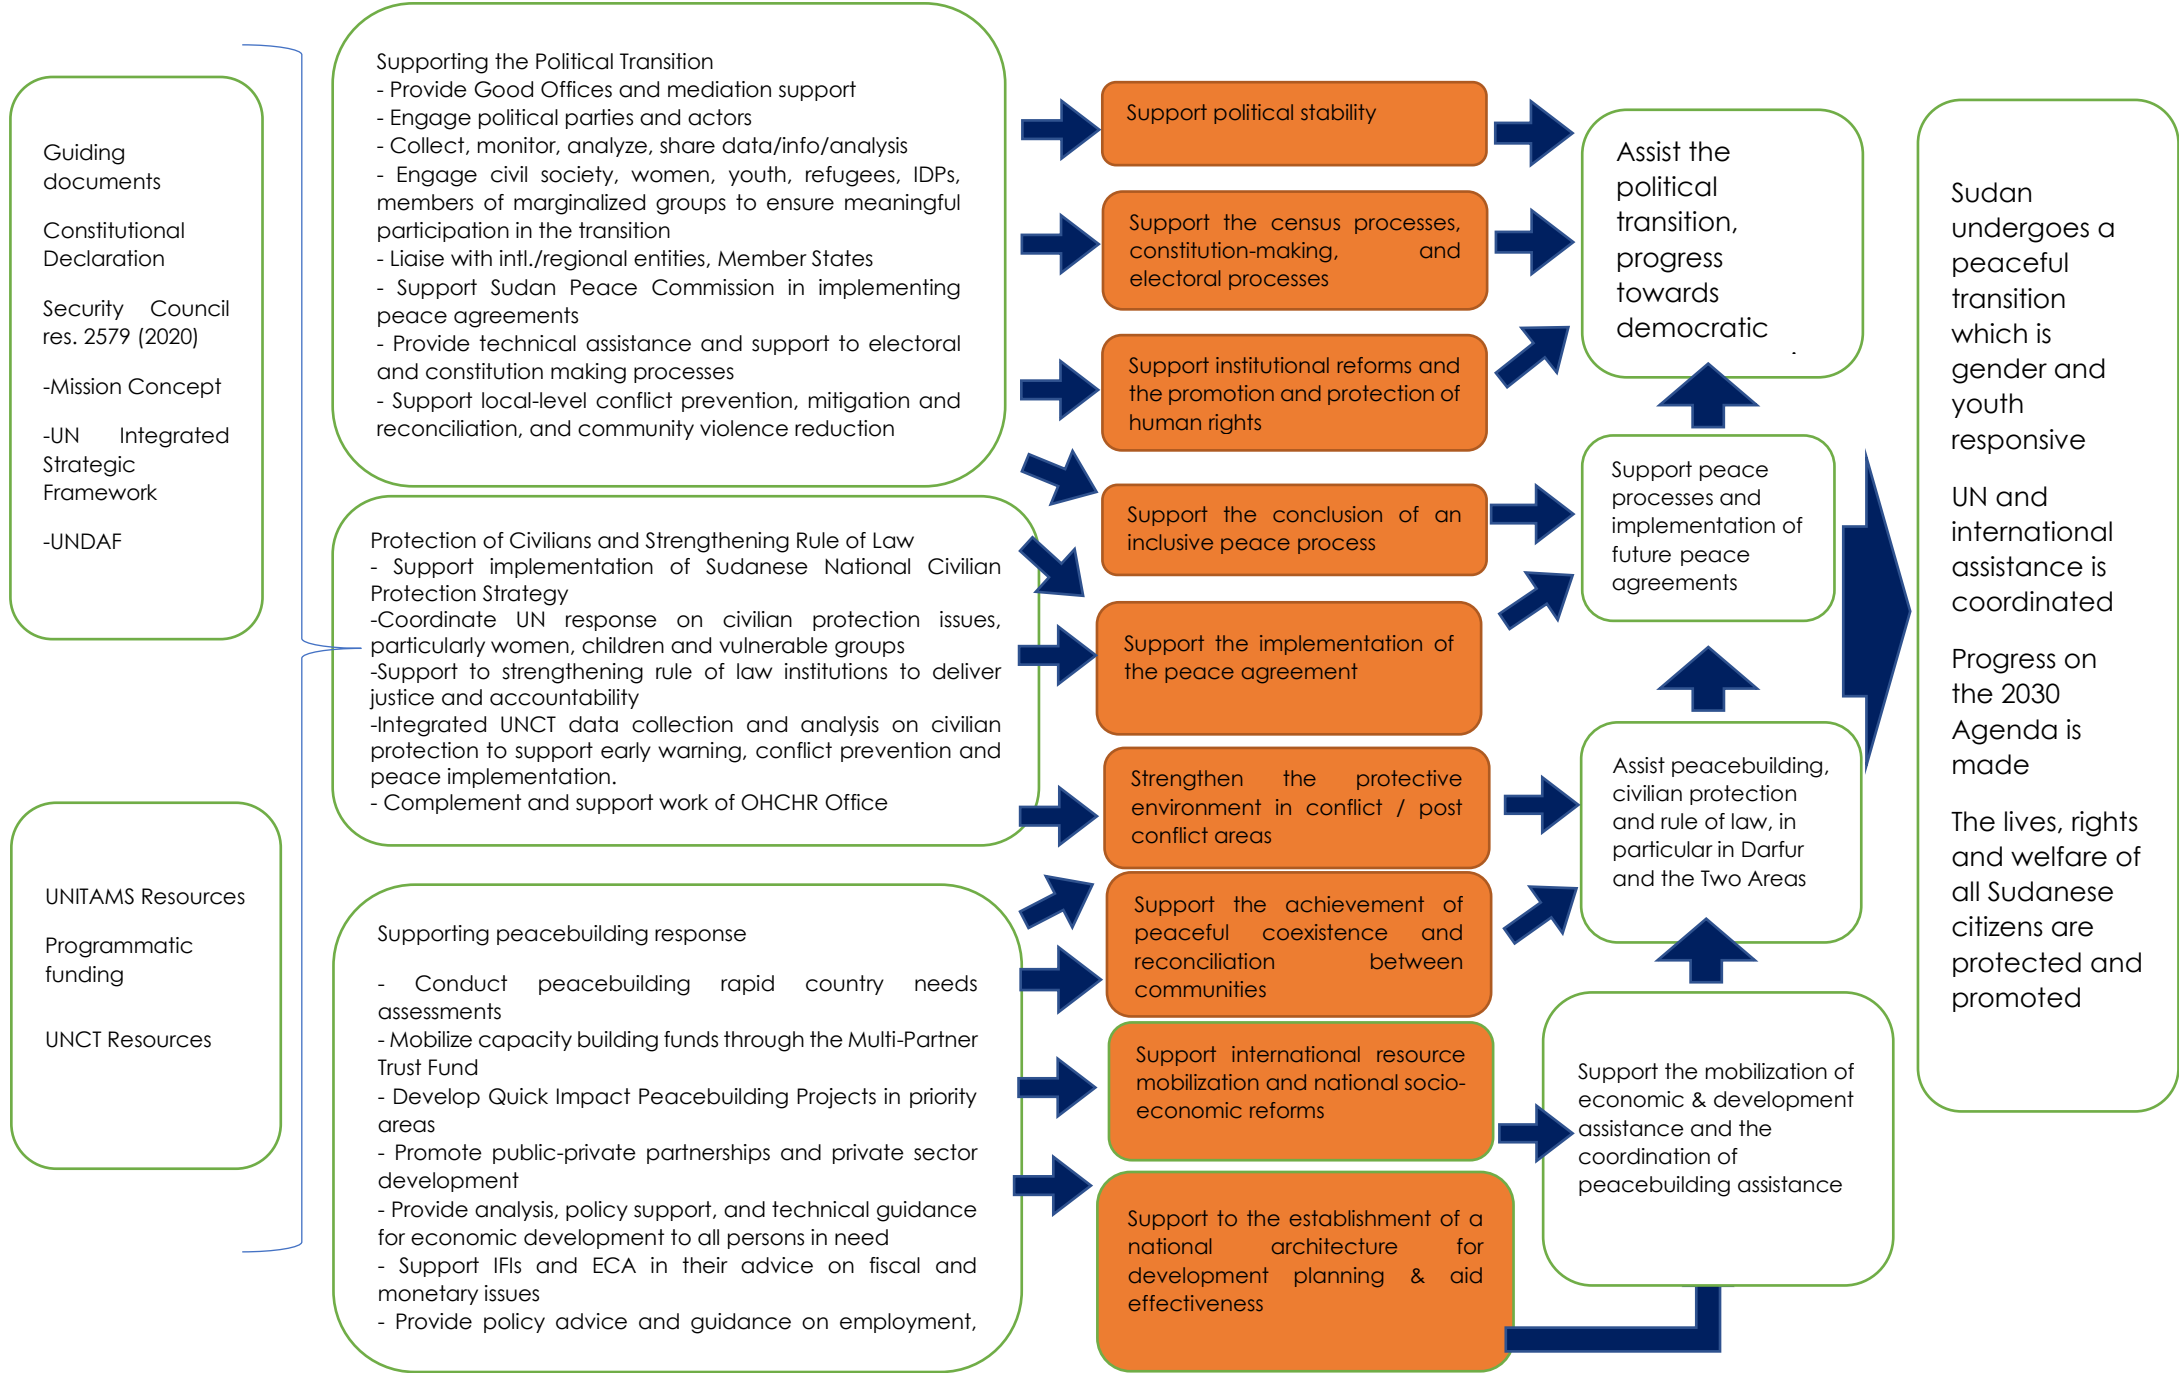 Guiding
documents
Constitutional
Declaration
Security Council
res. 2579 (2020)
-Mission Concept
-UN Integrated
Strategic
Framework
-UNDAF
UNITAMS Resources
Programmatic
funding
UNCT Resources
Supporting the Political Transition
- Provide Good Offices and mediation support
- Engage political parties and actors
- Collect, monitor, analyze, share data/info/analysis
- Engage civil society, women, youth, refugees, IDPs,
members of marginalized groups to ensure meaningful
participation in the transition
- Liaise with intl./regional entities, Member States
- Support Sudan Peace Commission in implementing
peace agreements
- Provide technical assistance and support to electoral
and constitution making processes
- Support local-level conflict prevention, mitigation and
reconciliation, and community violence reduction
Protection of Civilians and Strengthening Rule of Law
- Support implementation of Sudanese National Civilian
Protection Strategy
-Coordinate UN response on civilian protection issues,
particularly women, children and vulnerable groups
-Support to strengthening rule of law institutions to deliver
justice and accountability
-Integrated UNCT data collection and analysis on civilian
protection to support early warning, conflict prevention and
peace implementation.
- Complement and support work of OHCHR Office
Supporting peacebuilding response
- Conduct peacebuilding rapid country needs
assessments
- Mobilize capacity building funds through the Multi-Partner
Trust Fund
- Develop Quick Impact Peacebuilding Projects in priority
areas
- Promote public-private partnerships and private sector
development
- Provide analysis, policy support, and technical guidance
for economic development to all persons in need
- Support IFIs and ECA in their advice on fiscal and
monetary issues
- Provide policy advice and guidance on employment,
Support political stability
Support the census processes,
constitution-making, and
electoral processes
Support institutional reforms and
the promotion and protection of
human rights
Support the conclusion of an
inclusive peace process
Support the implementation of
the peace agreement
Strengthen the protective
environment in conflict / post
conflict areas
Support the achievement of
peaceful coexistence and
reconciliation between
communities
Support international resource
mobilization and national socio-
economic reforms
Support to the establishment of a
national architecture for
development planning & aid
effectiveness
Assist the
political
transition,
progress
towards
democratic
Support peace
processes and
implementation of
future peace
agreements
Assist peacebuilding,
civilian protection
and rule of law, in
particular in Darfur
and the Two Areas
Support the mobilization of
economic & development
assistance and the
coordination of
peacebuilding assistance
Sudan
undergoes a
peaceful
transition
which is
gender and
youth
responsive
UN and
international
assistance is
coordinated
Progress on
the 2030
Agenda is
made
The lives, rights
and welfare of
all Sudanese
citizens are
protected and
promoted